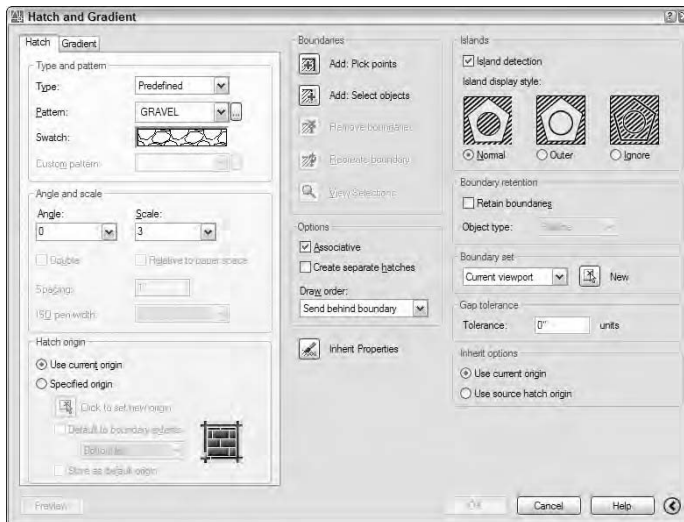 Hatch and Gradient
Hatch
Gradient
Type and pattern
Type:
Predefined
Pattern:
GRAVEL
...
Swatch:
Custom pattern:
Angle and scale
Angle:
Scale:
0
3
Double
Relative to paper space
Spacing:
1"
ISO pen width:
Hatch origin
Use current origin
Specified origin
Click to set new origin
Default to boundary extents
Bottom left
Store as default origin
Preview
Boundaries
Add: Pick points
Add: Select objects
Remove boundaries
Recreate boundary
View Selections
Options
Associative
Create separate hatches
Draw order:
Send behind boundary
Inherit Properties
Islands
Island detection
Island display style:
Normal
Outer
Ignore
Boundary retention
Retain boundaries
Object type:
Boundary set
Current viewport
New
Gap tolerance
Tolerance:
0"
units
Inherit options
Use current origin
Use source hatch origin
OK
Cancel
Help